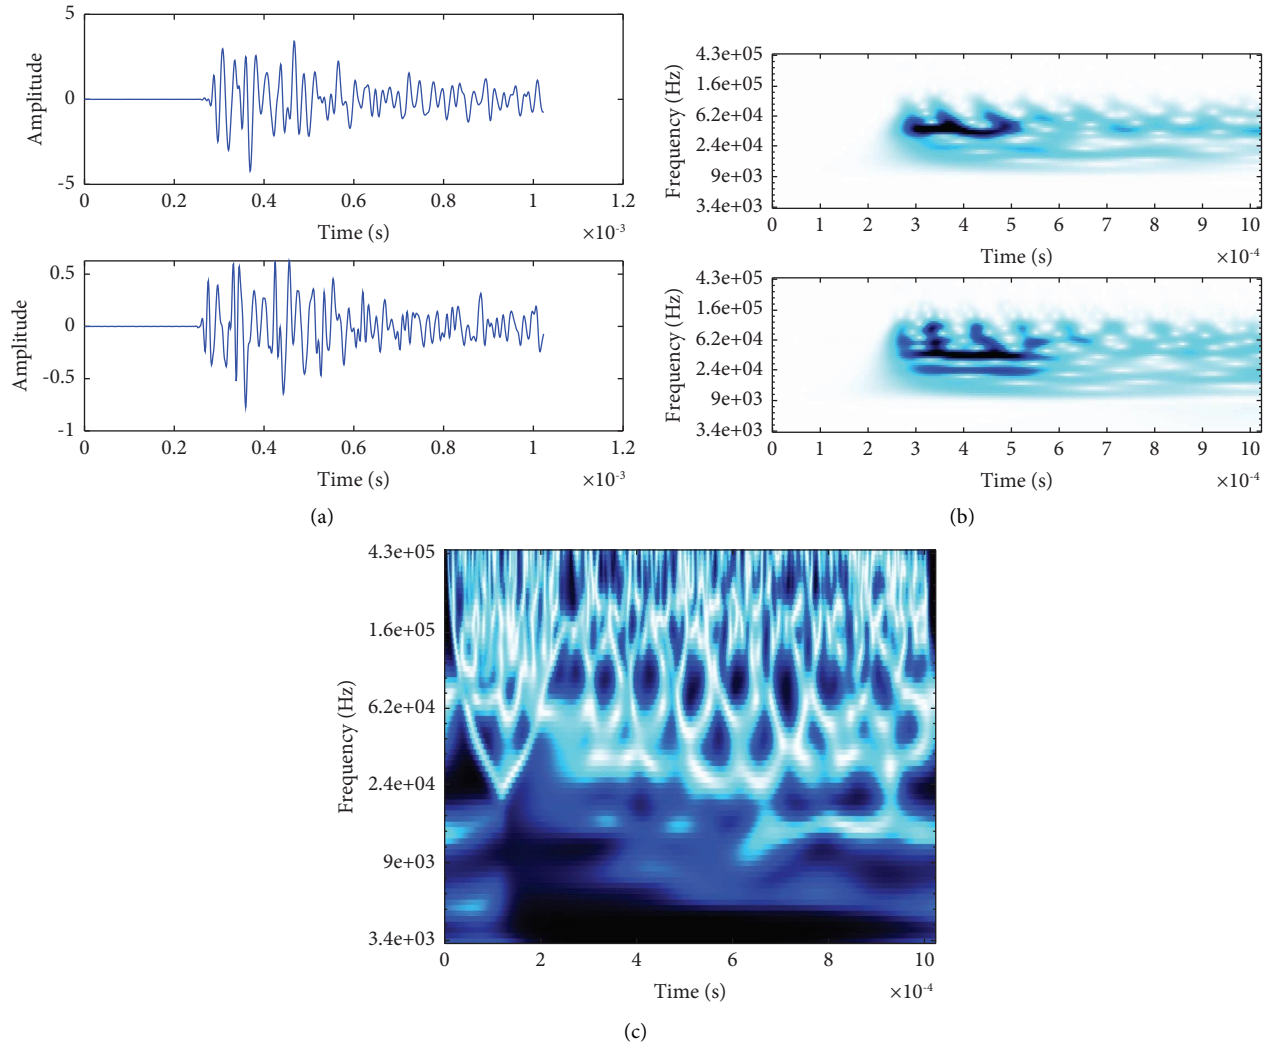 5
0
-5
Amplitude
0 0.2 0.4 0.6 0.8 1 1.2
Time (s) ×10-3
0.5
0
-0.5
-1
Amplitude
0 0.2 0.4 0.6 0.8 1 1.2
Time (s) ×10-3
(a)
4.3e+05
1.6e+05
6.2e+04
2.4e+04
9e+03
3.4e+03
Frequency (Hz)
0 1 2 3 4 5 6 7 8 9 10
Time (s) ×10-4
4.3e+05
1.6e+05
6.2e+04
2.4e+04
9e+03
3.4e+03
Frequency (Hz)
0 1 2 3 4 5 6 7 8 9 10
Time (s) ×10-4
(b)
4.3e+05
1.6e+05
6.2e+04
2.4e+04
9e+03
3.4e+03
Frequency (Hz)
0 2 4 6 8 10
Time (s) ×10-4
(c)